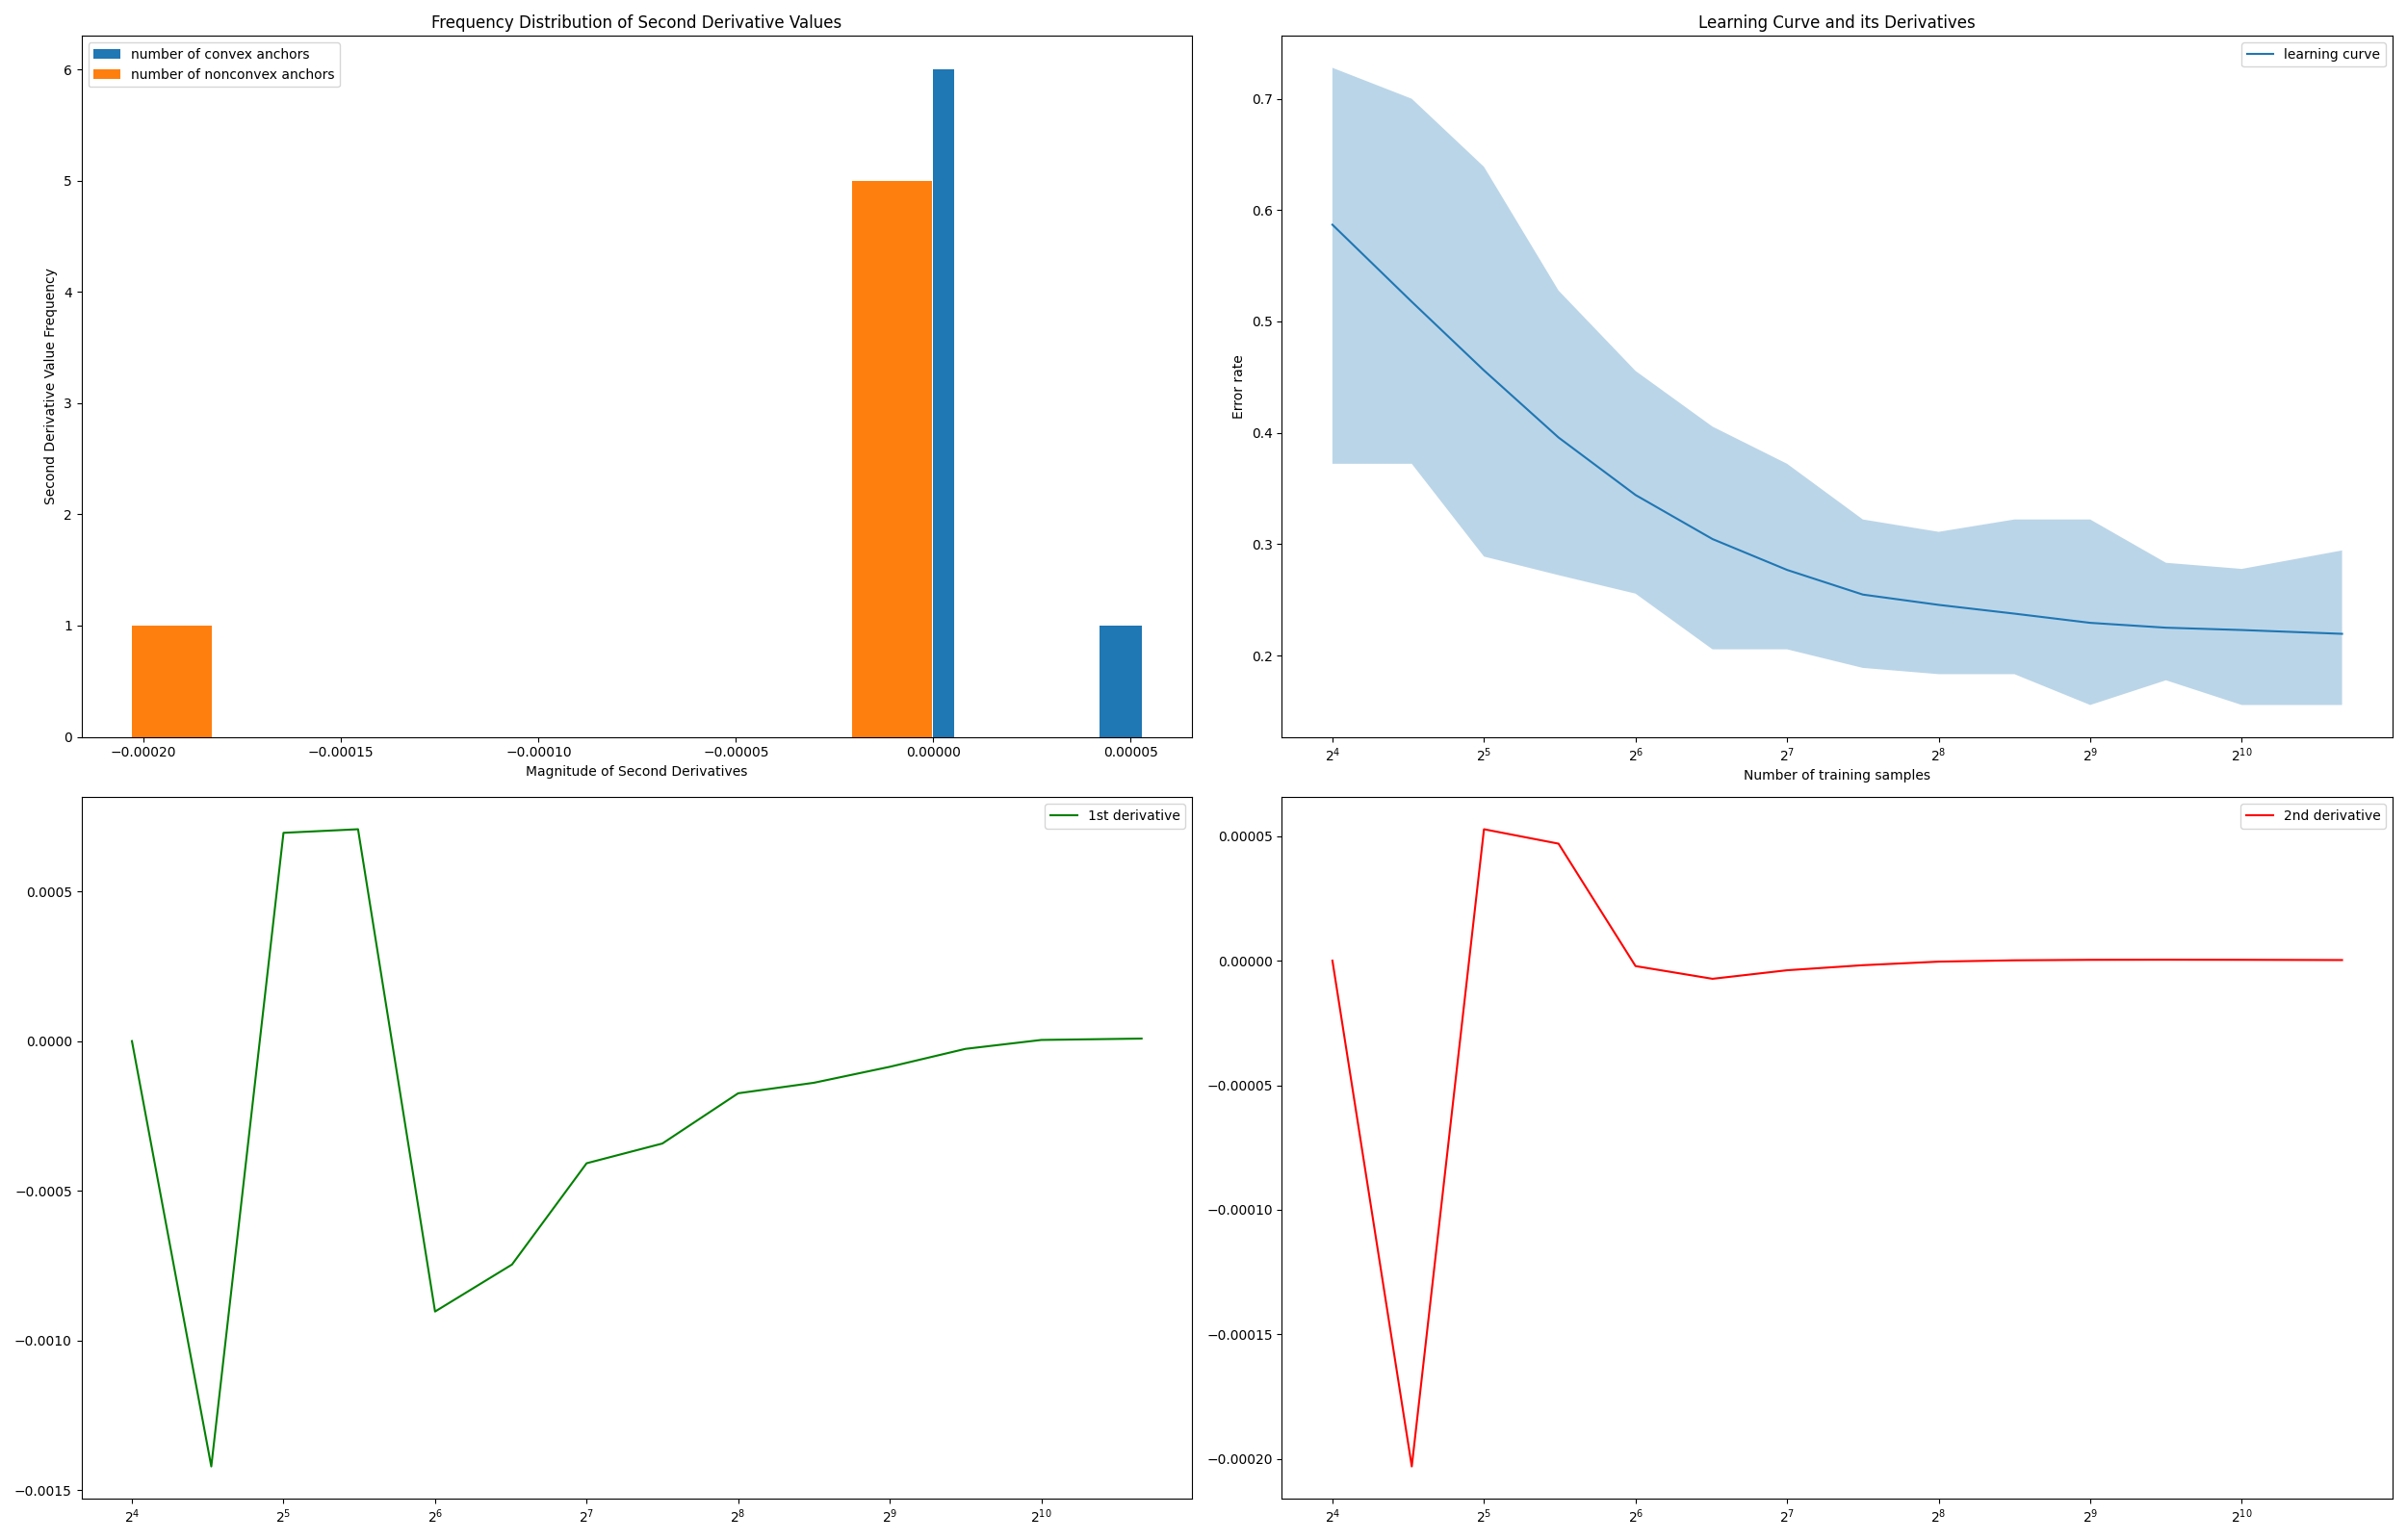 Frequency Distribution of Second Derivative Values
number of convex anchors
number of nonconvex anchors
Second Derivative Value Frequency
6
5
4
3
2
1
0
−0.00020 −0.00015 −0.00010 −0.00005 0.00000 0.00005
Magnitude of Second Derivatives
Learning Curve and its Derivatives
learning curve
Error rate
0.7
0.6
0.5
0.4
0.3
0.2
2^4 2^5 2^6 2^7 2^8 2^9 2^10
Number of training samples
1st derivative
0.0005
0.0000
−0.0005
−0.0010
−0.0015
2^4 2^5 2^6 2^7 2^8 2^9 2^10
2nd derivative
0.00005
0.00000
−0.00005
−0.00010
−0.00015
−0.00020
2^4 2^5 2^6 2^7 2^8 2^9 2^10